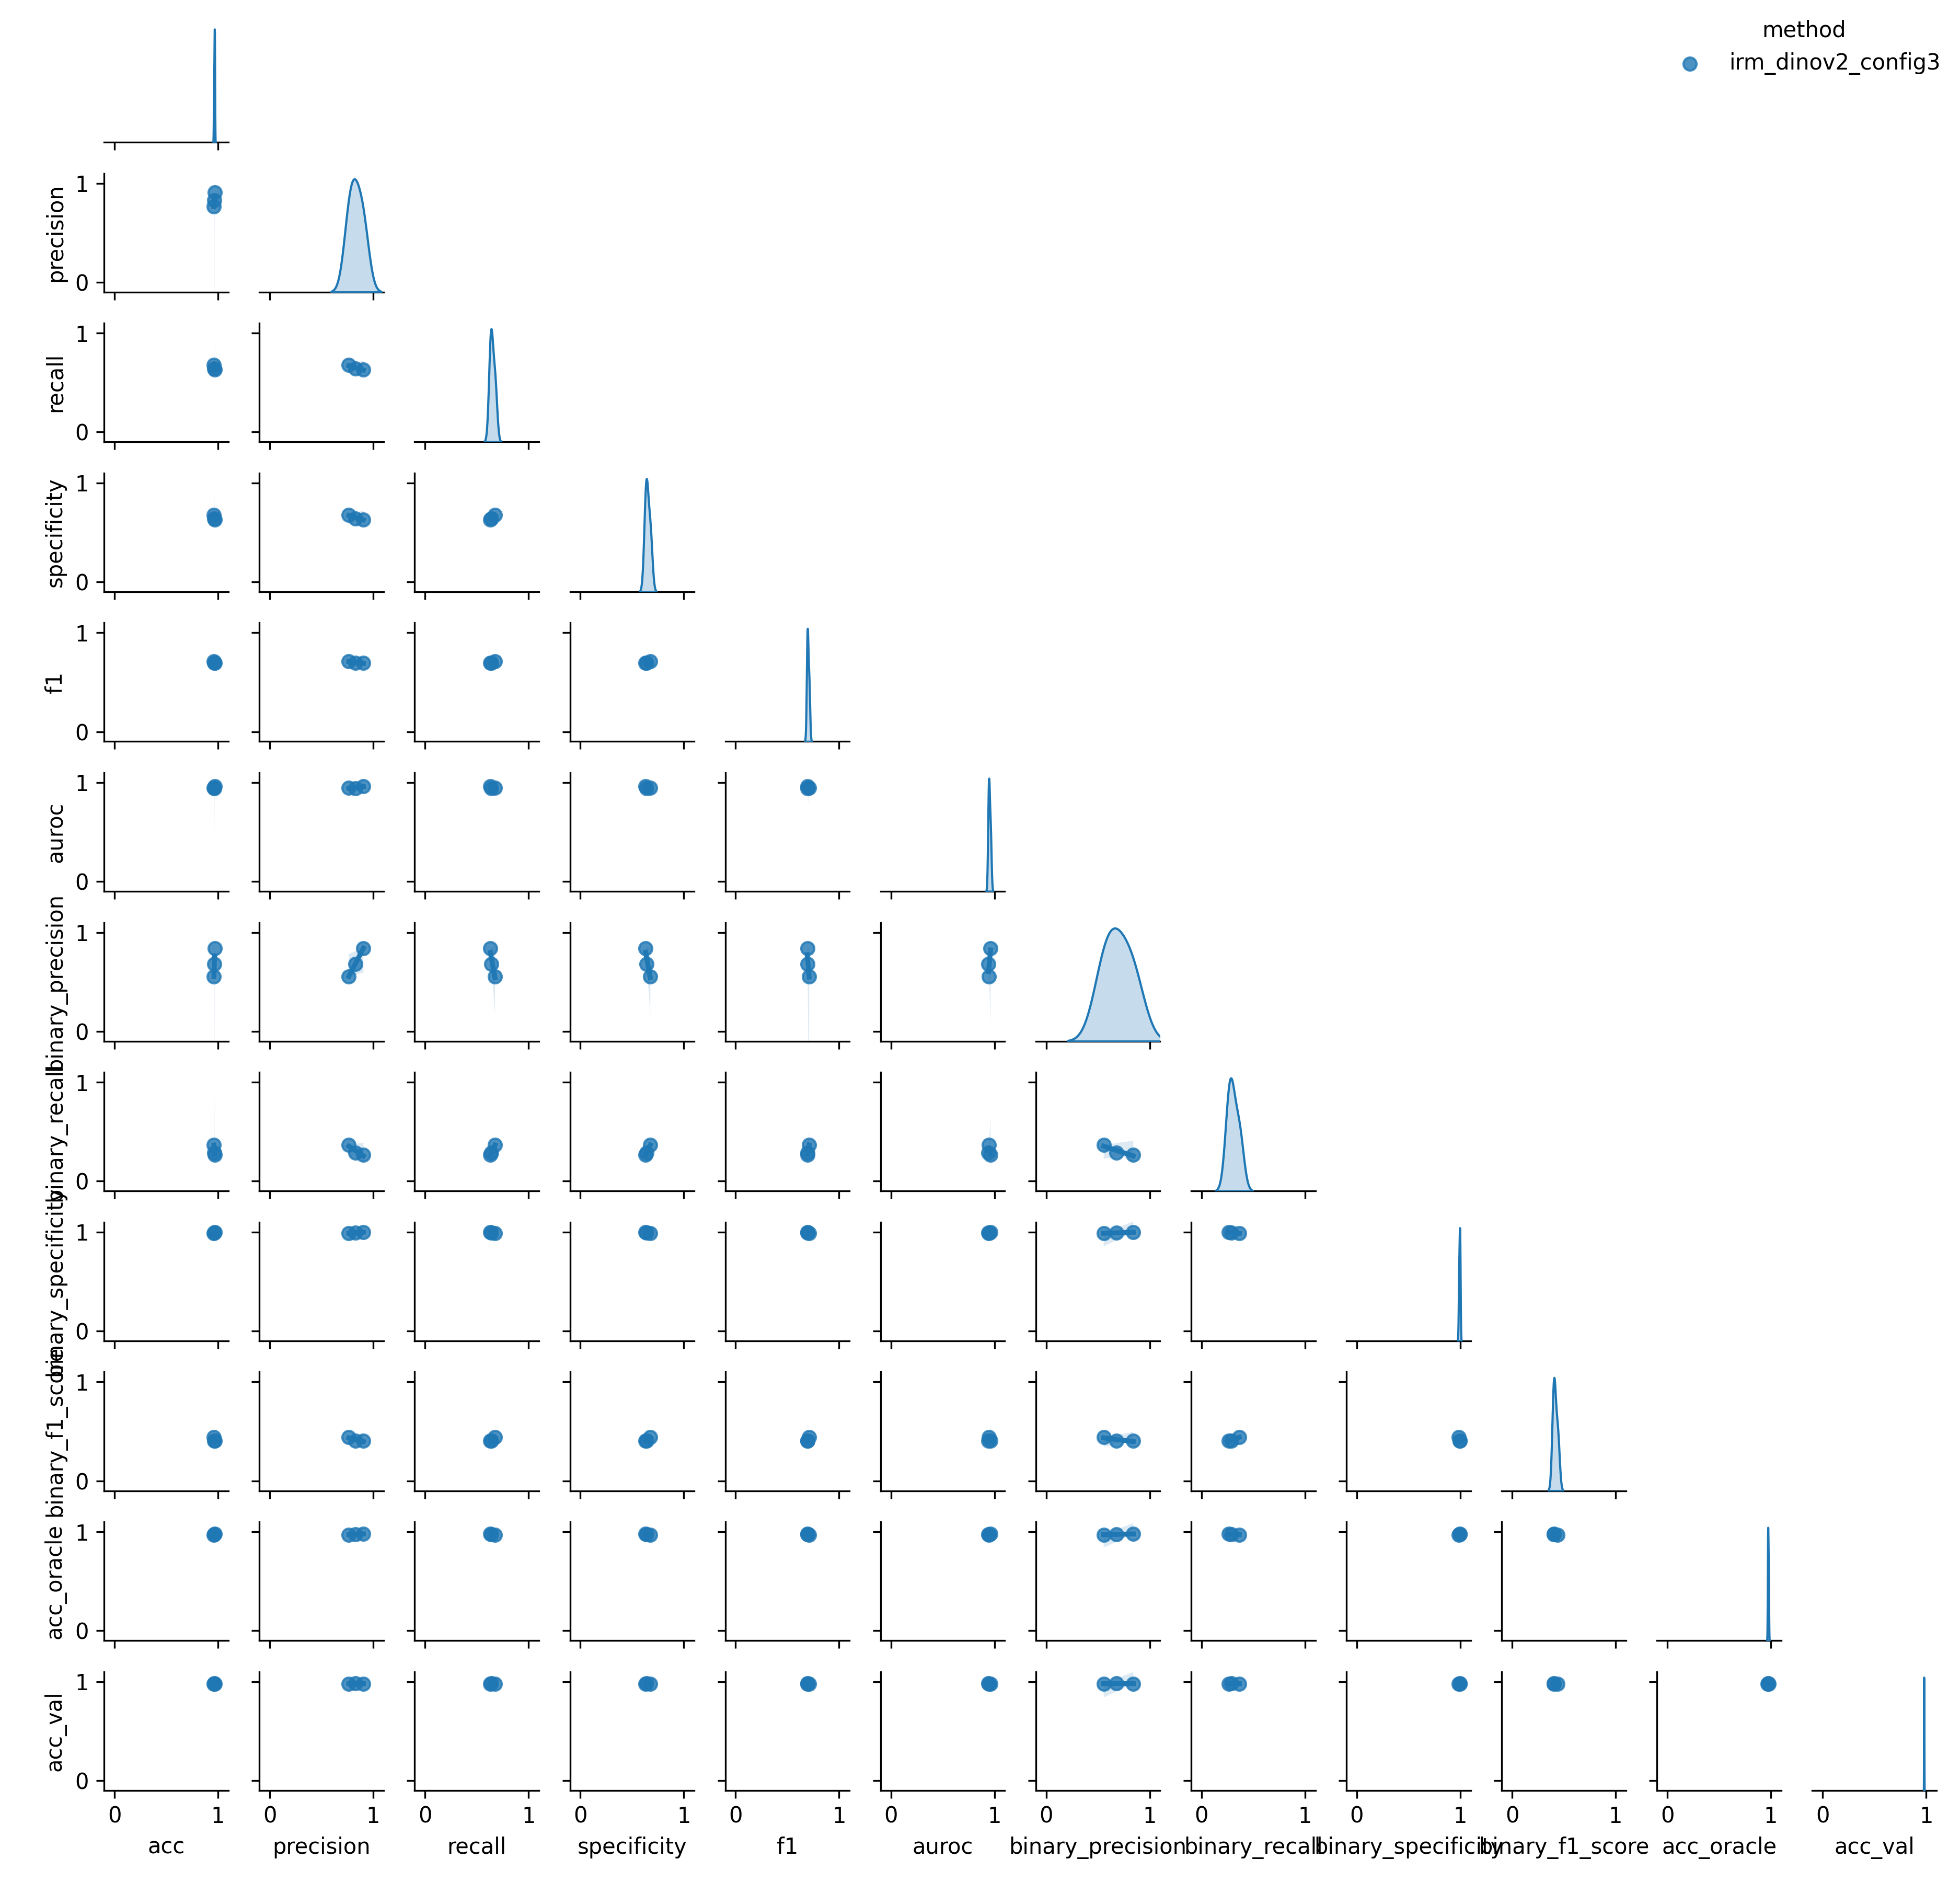 method
irm_dinov2_config3
0 1
1
precision
0
1
recall
0
1
specificity
0
1
f1
0
1
auroc
0
1
binary_precision
0
1
binary_recall
0
1
binary_specificity
0
1
binary_f1_score
0
1
acc_oracle
0
1
acc_val
0
0 1 0 1 0 1 0 1 0 1 0 1 0 1 0 1 0 1 0 1 0 1 0 1
acc precision recall specificity f1 auroc binary_precision binary_recall binary_specificity binary_f1_score acc_oracle acc_val